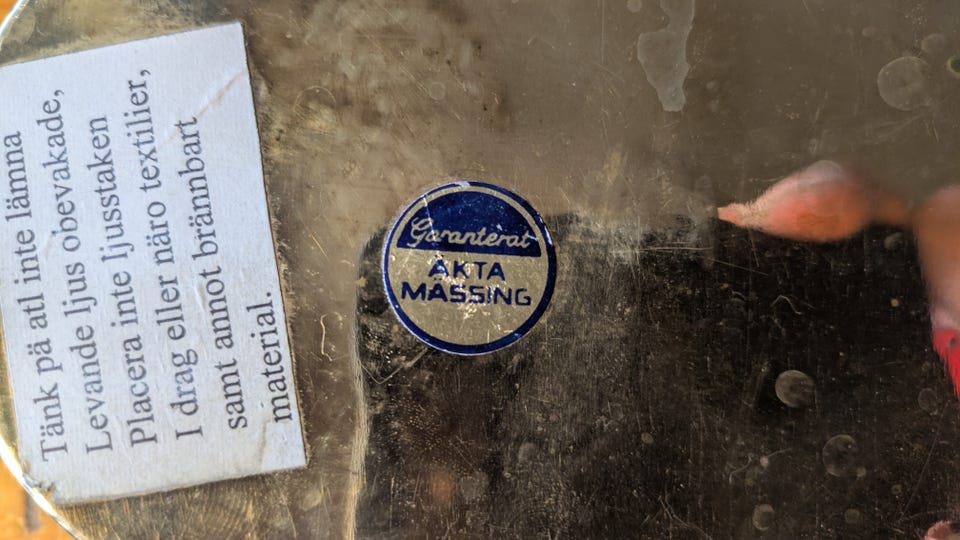 Tänk pä atl inte lämna
Levande ljus obevakade,
Placera inte ljusstaken
I drag eller näro textilier,
samt annot brännbart
material.
Garanterat
ÄKTA
MÄSSING